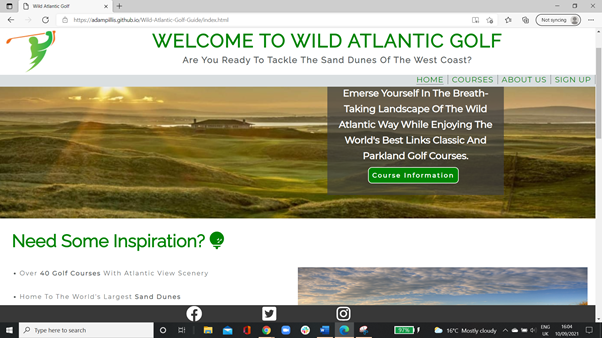 Wild Atlantic Golf
https://adampillis.github.io/Wild-Atlantic-Golf-Guide/index.html
Not syncing
WELCOME TO WILD ATLANTIC GOLF
Are You Ready To Tackle The Sand Dunes Of The West Coast?
HOME | COURSES | ABOUT US | SIGN UP
Emerse Yourself In The Breath-
Taking Landscape Of The Wild
Atlantic Way While Enjoying The
World's Best Links Classic And
Parkland Golf Courses.
Course Information
Need Some Inspiration?
• Over 40 Golf Courses With Atlantic View Scenery
• Home To The World's Largest Sand Dunes
Type here to search
97%
16°C Mostly cloudy
ENG
UK
16:04
10/09/2021